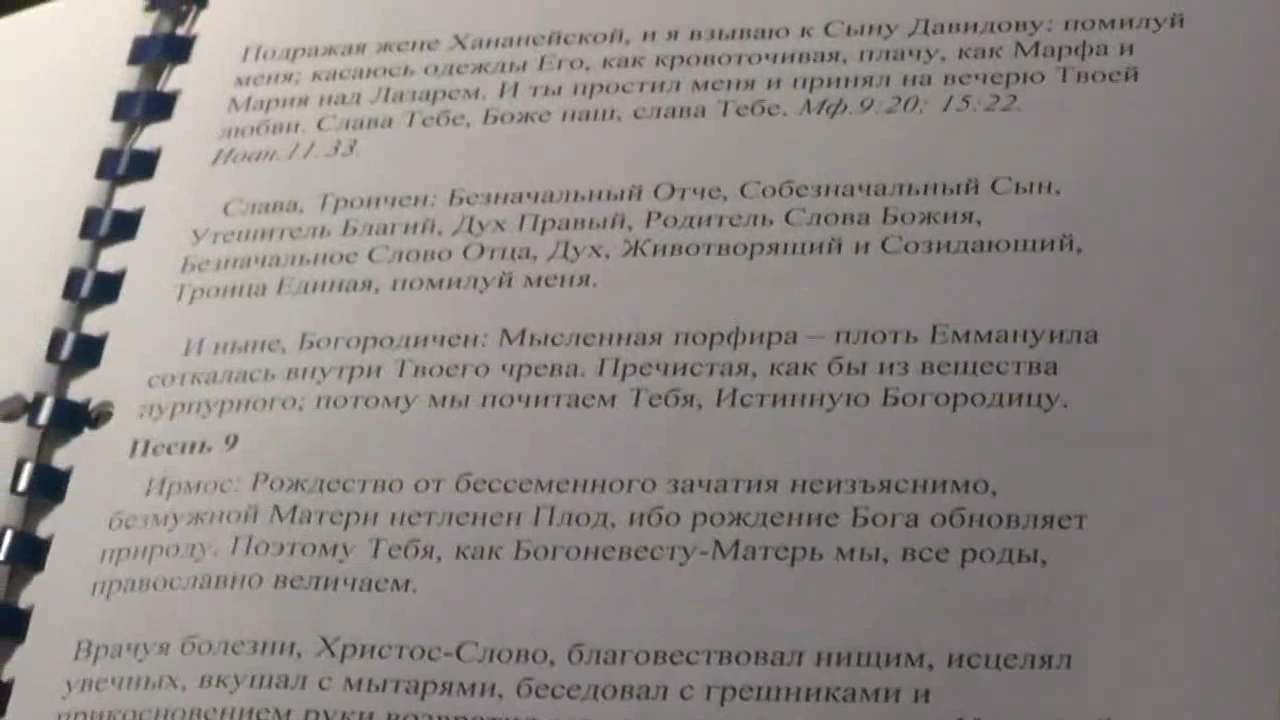 Подражая жене Хананейской, и я взываю к Сыну Давидову: помилуй
меня; касаюсь одежды Его, как кровоточивая, плачу, как Марфа и
Мария над Лазарем. И ты простил меня и принял на вечерю Твоей
любви. Слава Тебе, Боже наш, слава Тебе. Мф.9:20; 15:22.
Иоан.11:33.
Слава, Троичен: Безначальный Отче, Собезначальный Сын,
Утешитель Благий, Дух Правый, Родитель Слова Божия,
Безначальное Слово Отца, Дух, Животворящий и Созидающий,
Троица Единая, помилуй меня.
И ныне, Богородичен: Мысленная порфира – плоть Еммануила
соткалась внутри Твоего чрева. Пречистая, как бы из вещества
пурпурного; потому мы почитаем Тебя, Истинную Богородицу.
Песнь 9
Ирмос: Рождество от бессеменного зачатия неизъяснимо,
безмужной Матери нетленен Плод, ибо рождение Бога обновляет
природу. Поэтому Тебя, как Богоневесту-Матерь мы, все роды,
православно величаем.
Врачуя болезни, Христос-Слово, благовествовал нищим, исцелял
увечных, вкушал с мытарями, беседовал с грешниками и
прикосновением руки